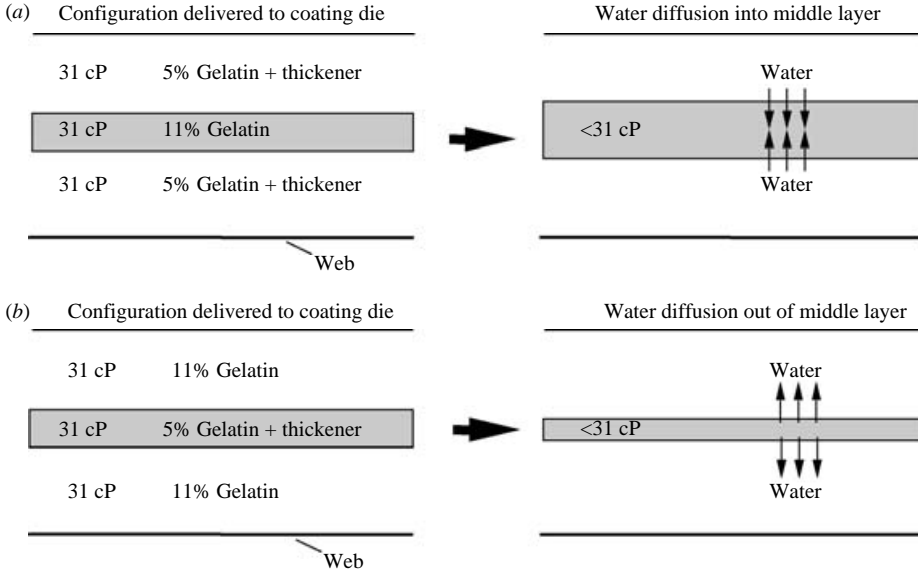 (a) Configuration delivered to coating die Water diffusion into middle layer
31 cP 5% Gelatin + thickener Water
31 cP 11% Gelatin <31 cP
31 cP 5% Gelatin + thickener Water
Web
(b) Configuration delivered to coating die Water diffusion out of middle layer
31 cP 11% Gelatin Water
31 cP 5% Gelatin + thickener <31 cP
31 cP 11% Gelatin Water
Web